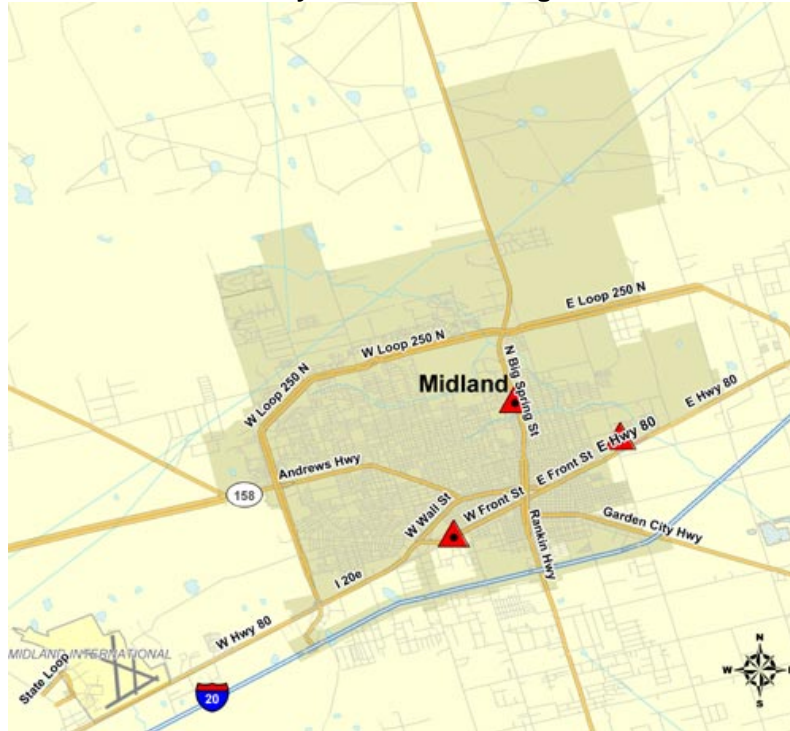 E Loop 250 N
W Loop 250 N
N Big Spring St
Midland
W Loop 250 N
E Hwy 80
E Hwy 80
E Front St
Andrews Hwy
158
W Front St
W Wall St
Garden City Hwy
Rankin Hwy
I 20e
W Hwy 80
MIDLAND INTERNATIONAL
State Loop
20
N
W
S